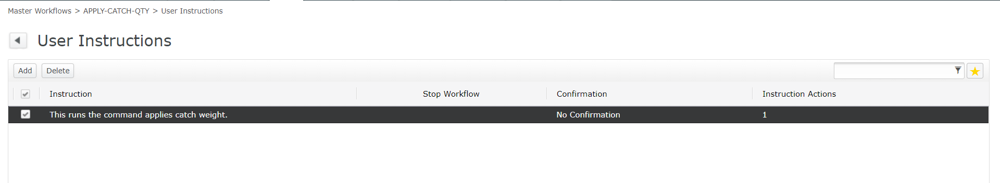 Master Workflows > APPLY-CATCH-QTY > User Instructions
User Instructions
Add Delete
Instruction Stop Workflow Confirmation Instruction Actions
This runs the command applies catch weight. No Confirmation 1